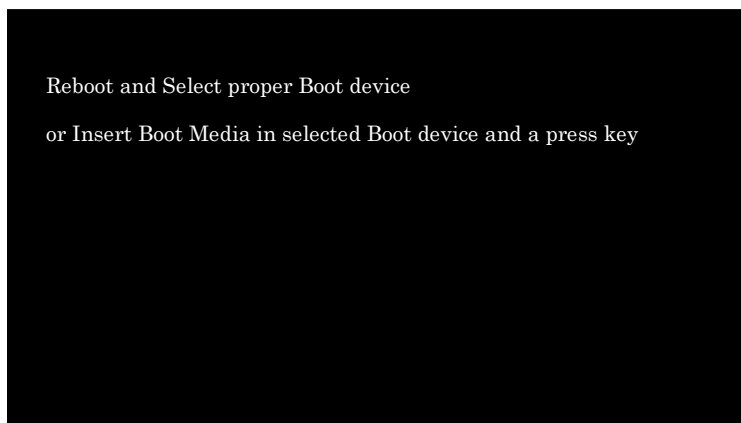 Reboot and Select proper Boot device
or Insert Boot Media in selected Boot device and a press key